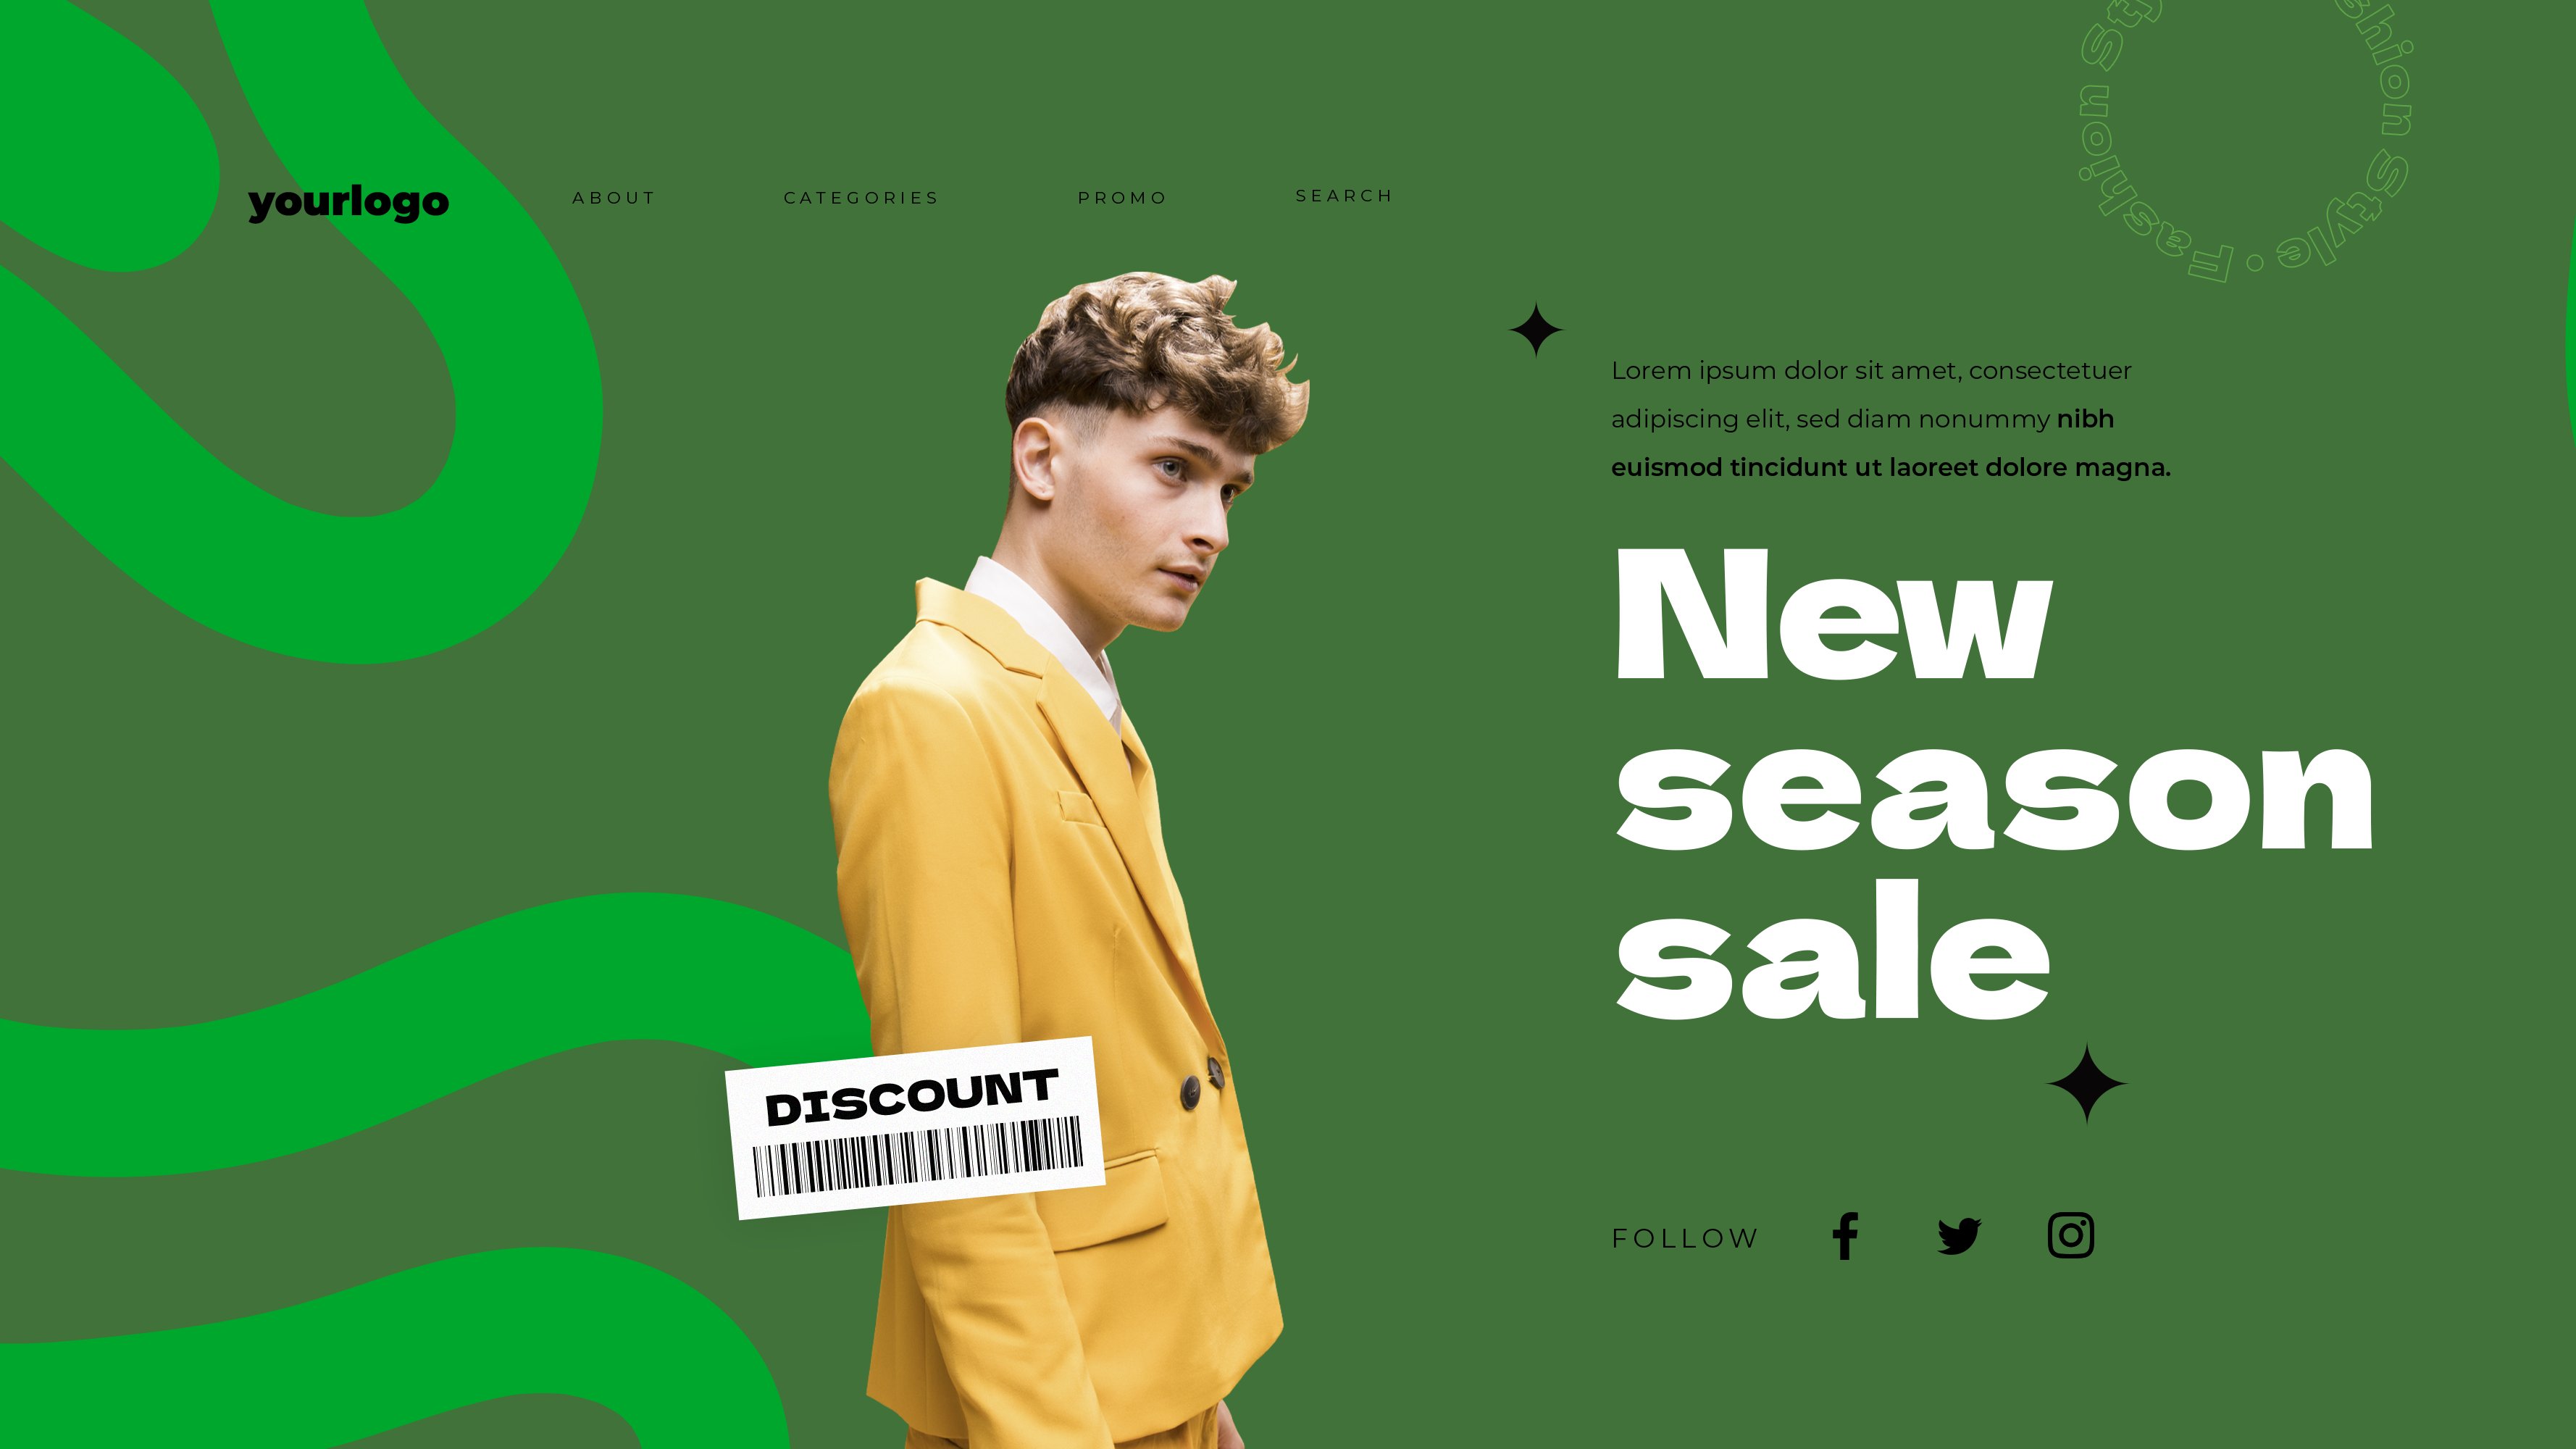 yourlogo
ABOUT
CATEGORIES
PROMO
SEARCH
Fashion Style • Fashion Sty
Lorem ipsum dolor sit amet, consectetuer
adipiscing elit, sed diam nonummy nibh
euismod tincidunt ut laoreet dolore magna.
New
season
sale
DISCOUNT
FOLLOW